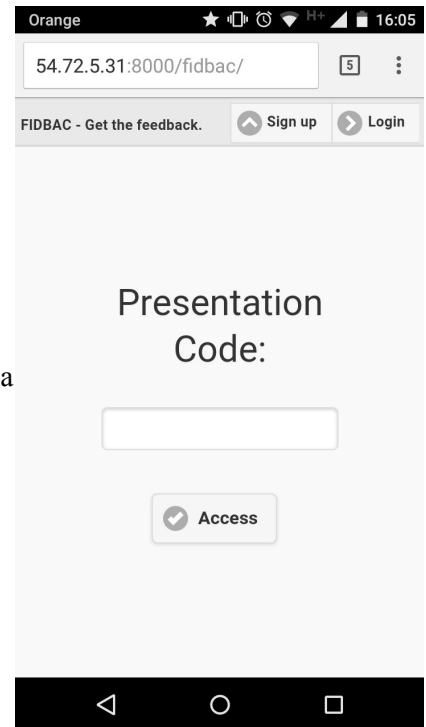 Orange H+ 16:05
54.72.5.31:8000/fidbac/ 5
FIDBAC - Get the feedback. Sign up Login
Presentation
Code:
a
Access